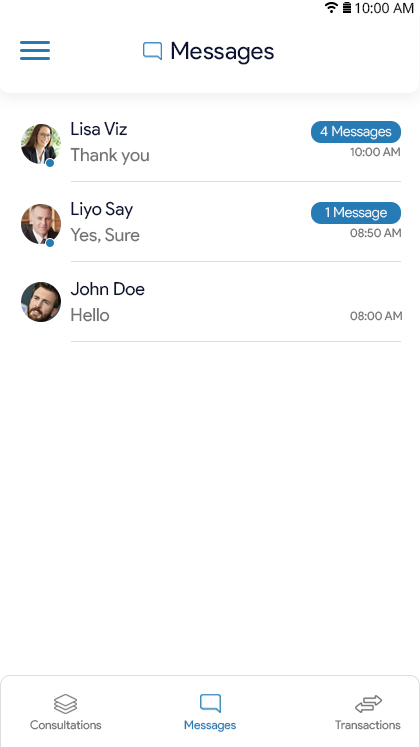 10:00 AM
Messages
Lisa Viz
4 Messages
Thank you
10:00 AM
Liyo Say
1 Message
Yes, Sure
08:50 AM
John Doe
Hello
08:00 AM
Consultations
Messages
Transactions